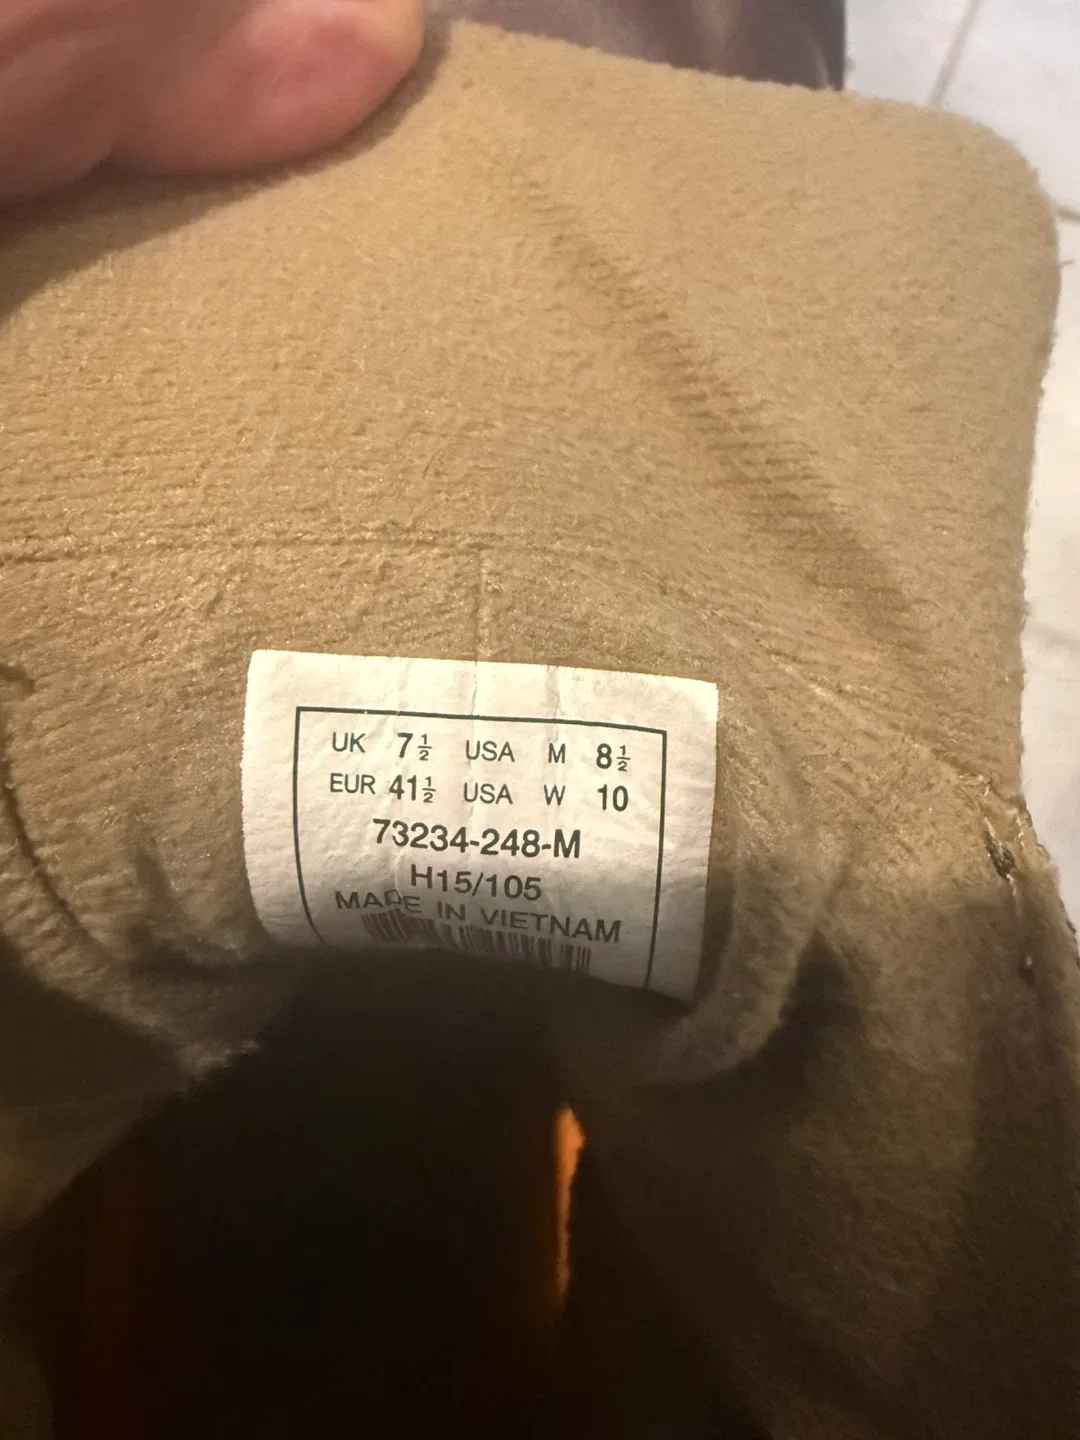 UK 7½ USA M 8½
EUR 41½ USA W 10
73234-248-M
H15/105
MADE IN VIETNAM